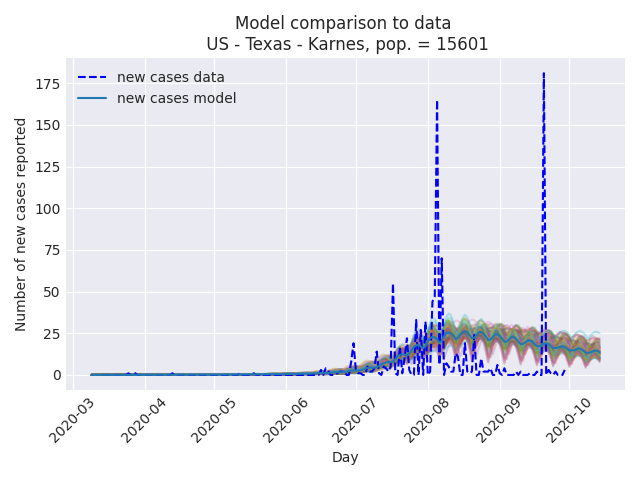 Model comparison to data
US - Texas - Karnes, pop. = 15601
new cases data
new cases model
Number of new cases reported
175
150
125
100
75
50
25
0
2020-03
2020-04
2020-05
2020-06
2020-07
2020-08
2020-09
2020-10
Day